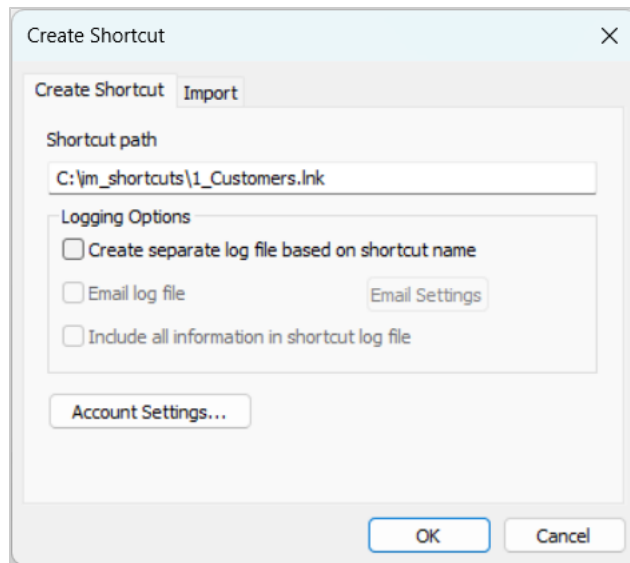 Create Shortcut
Create Shortcut Import
Shortcut path
C:\im_shortcuts\1_Customers.lnk
Logging Options
Create separate log file based on shortcut name
Email log file Email Settings
Include all information in shortcut log file
Account Settings...
OK Cancel